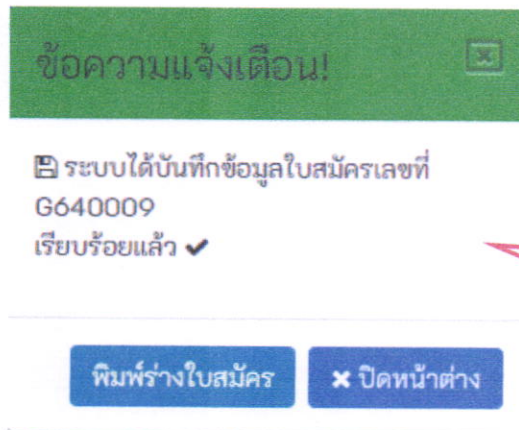 ข้อความแจ้งเตือน!
ระบบได้บันทึกข้อมูลใบสมัครเลขที่
G640009
เรียบร้อยแล้ว ✔
พิมพ์ร่างใบสมัคร
× ปิดหน้าต่าง